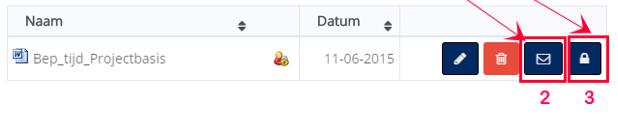 Naam Datum
Bep_tijd_Projectbasis 11-06-2015
2 3